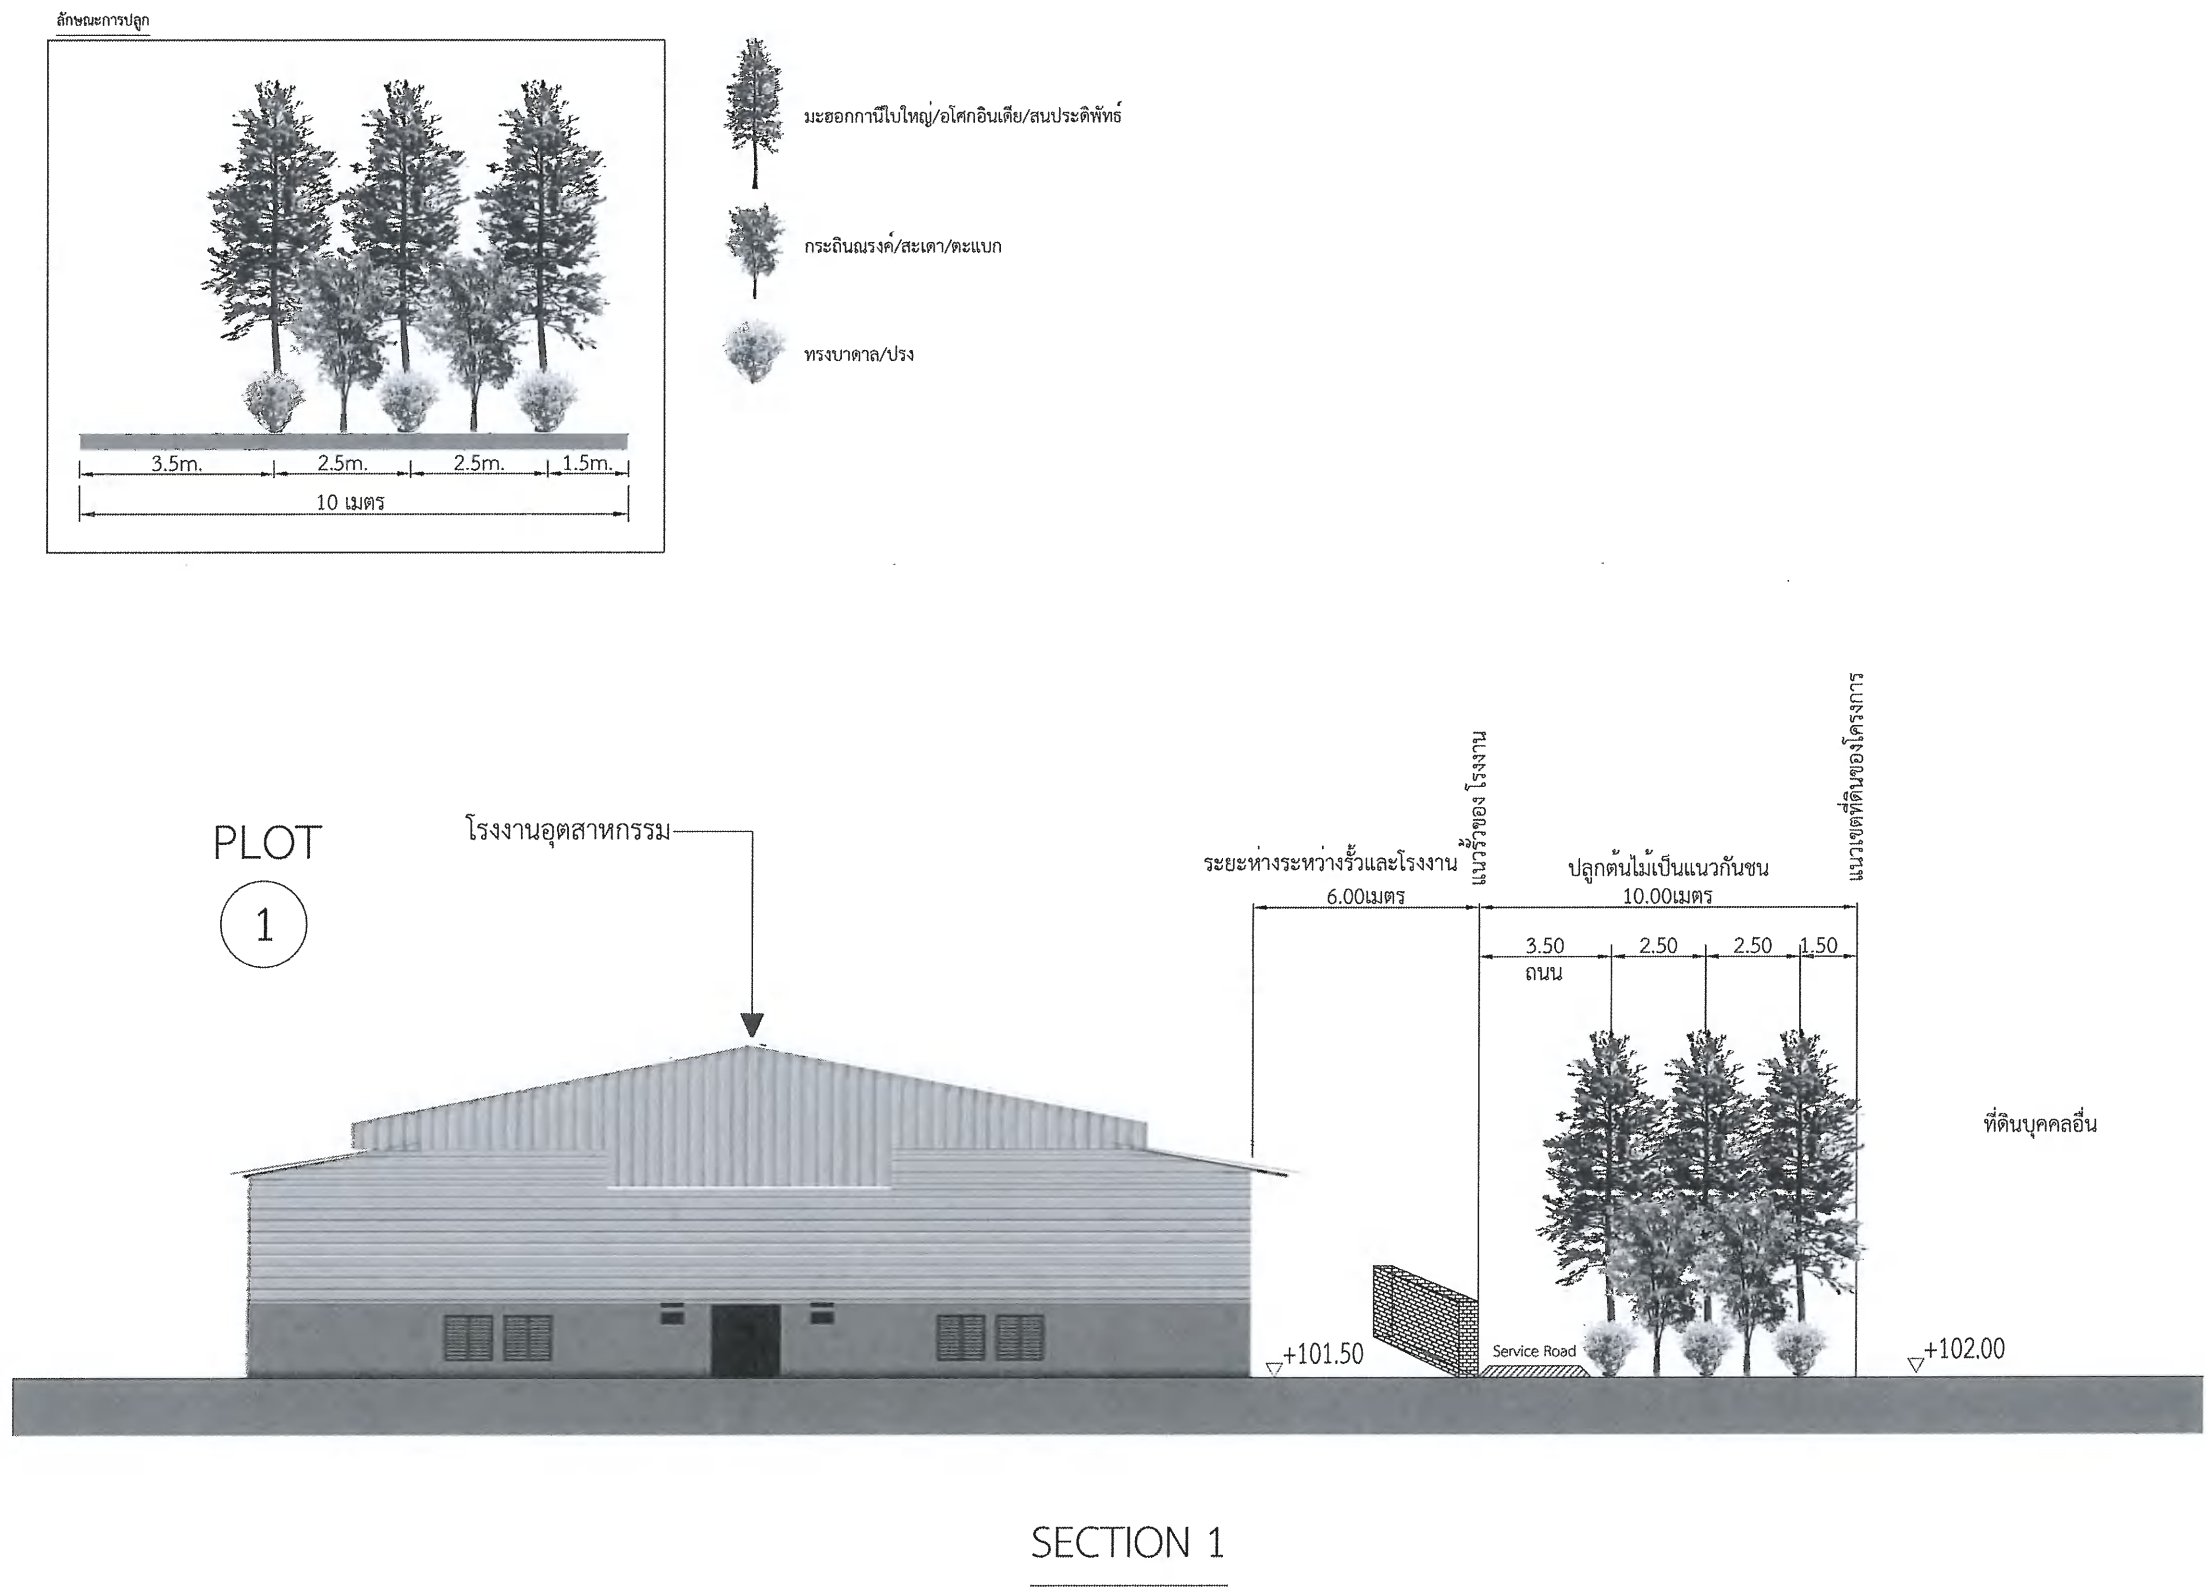 ลักษณะการปลูก
3.5m.
2.5m.
2.5m.
1.5m.
10 เมตร
มะฮอกกานีใบใหญ่/อโศกอินเดีย/สนประดิพัทธ์
กระถินณรงค์/สะเดา/ตะแบก
ทรงบาดาล/ปรง
PLOT
1
โรงงานอุตสาหกรรม
ระยะห่างระหว่างรั้วและโรงงาน
6.00เมตร
แนวรั้วของ โรงงาน
ปลูกต้นไม้เป็นแนวกันชน
10.00เมตร
แนวเขตที่ดินของโครงการ
3.50
2.50
2.50
1.50
ถนน
ที่ดินบุคคลอื่น
+101.50
Service Road
+102.00
SECTION 1